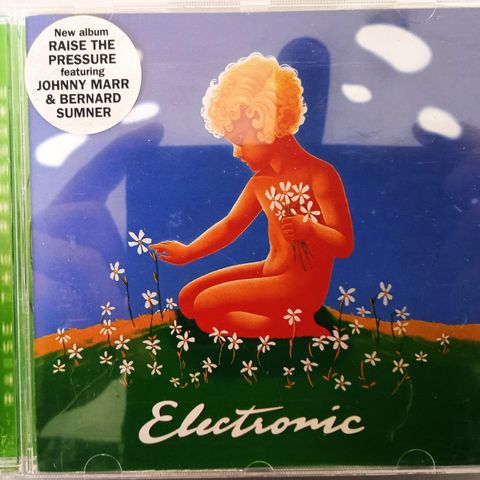 New album
RAISE THE
PRESSURE
featuring
JOHNNY MARR
& BERNARD
SUMNER
Electronic